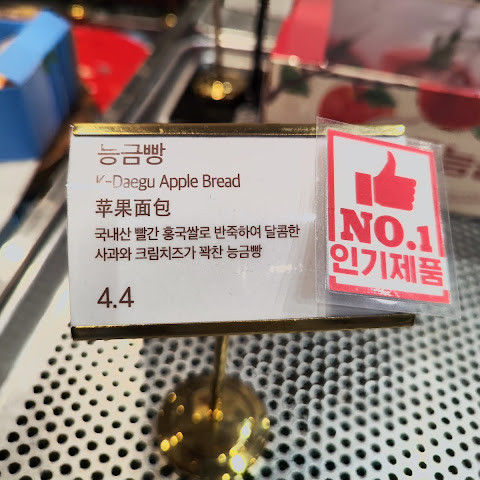 능금빵
K-Daegu Apple Bread
苹果面包
국내산 빨간 홍국쌀로 반죽하여 달콤한
사과와 크림치즈가 꽉찬 능금빵
4.4
NO.1
인기제품